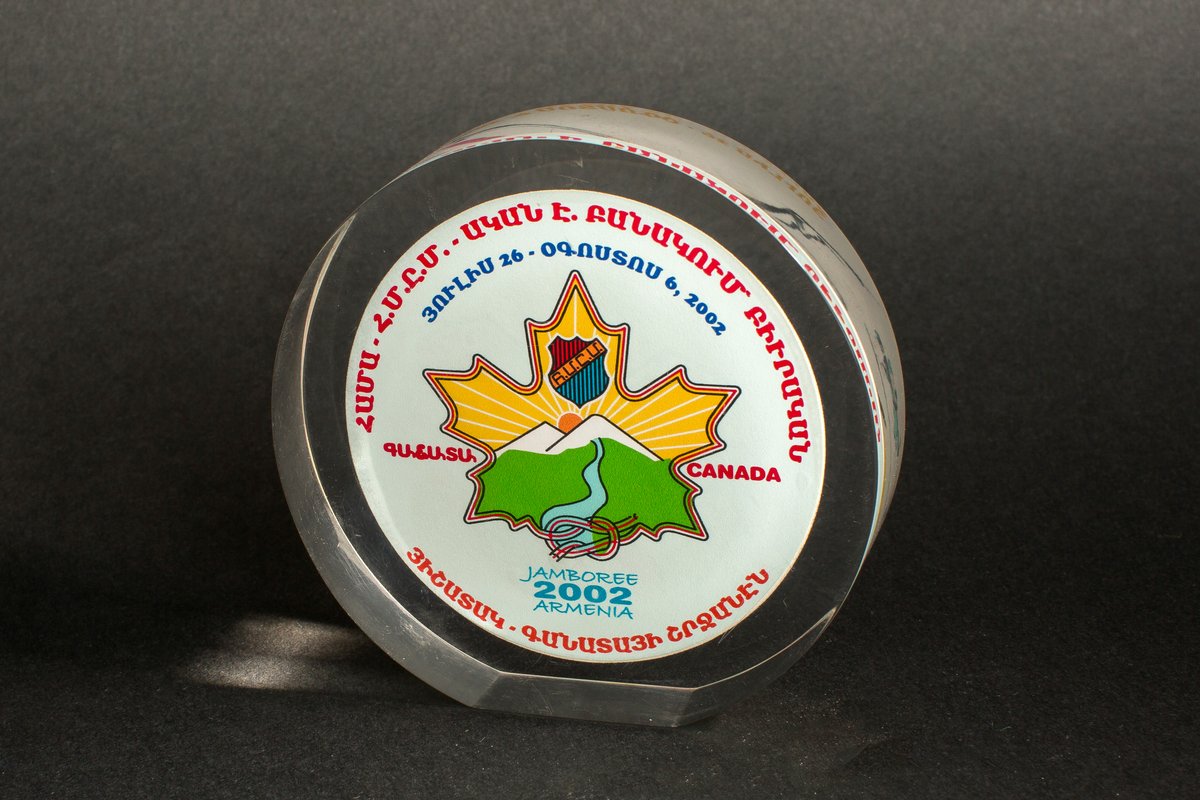 ՀԱՄԱ - Հ.Մ.Ը.Մ. - ԱԿԱՆ Է. ԲԱՆԱԿՈՒՄ ԲԻՒՐԱԿԱՆ
ՅՈՒԼԻՍ 26 - ՕԳՈՍՏՈՍ 6, 2002
Հ.Մ.Ը.Մ.
ԳԱՆԱՏԱ
CANADA
JAMBOREE
2002
ARMENIA
ՅԻՇԱՏԱԿ - ԳԱՆԱՏԱՅԻ ՇՐՋԱՆԷՆ